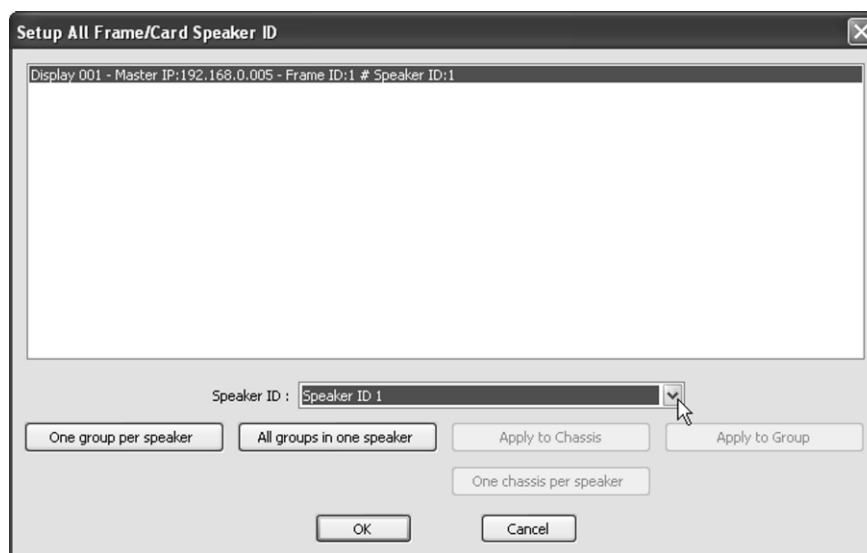 Setup All Frame/Card Speaker ID
Display 001 - Master IP:192.168.0.005 - Frame ID:1 # Speaker ID:1
Speaker ID : Speaker ID 1
One group per speaker All groups in one speaker Apply to Chassis Apply to Group
One chassis per speaker
OK Cancel